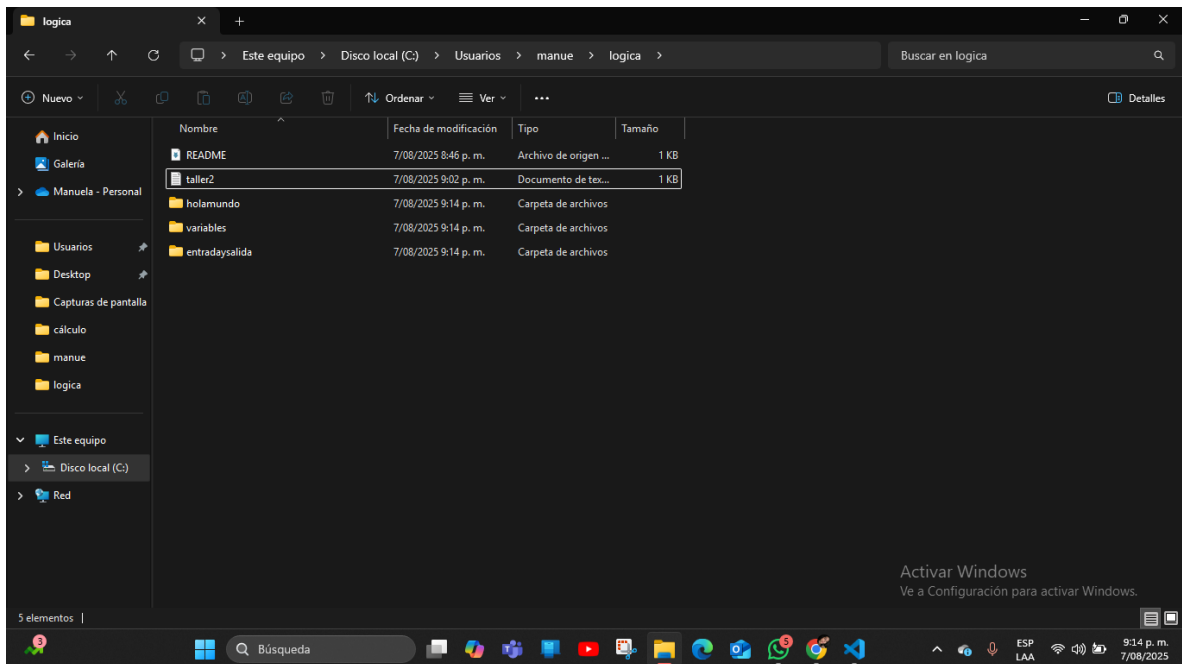 logica
Este equipo > Disco local (C:) > Usuarios > manue > logica >
Buscar en logica
Nuevo
Ordenar
Ver
Detalles
Nombre
Fecha de modificación
Tipo
Tamaño
README 7/08/2025 8:46 p. m. Archivo de origen ... 1 KB
taller2 7/08/2025 9:02 p. m. Documento de tex... 1 KB
holamundo 7/08/2025 9:14 p. m. Carpeta de archivos
variables 7/08/2025 9:14 p. m. Carpeta de archivos
entradaysalida 7/08/2025 9:14 p. m. Carpeta de archivos
Inicio
Galería
Manuela - Personal
Usuarios
Desktop
Capturas de pantalla
cálculo
manue
logica
Este equipo
Disco local (C:)
Red
Activar Windows
Ve a Configuración para activar Windows.
5 elementos
3
Búsqueda
5
ESP
LAA
9:14 p. m.
7/08/2025